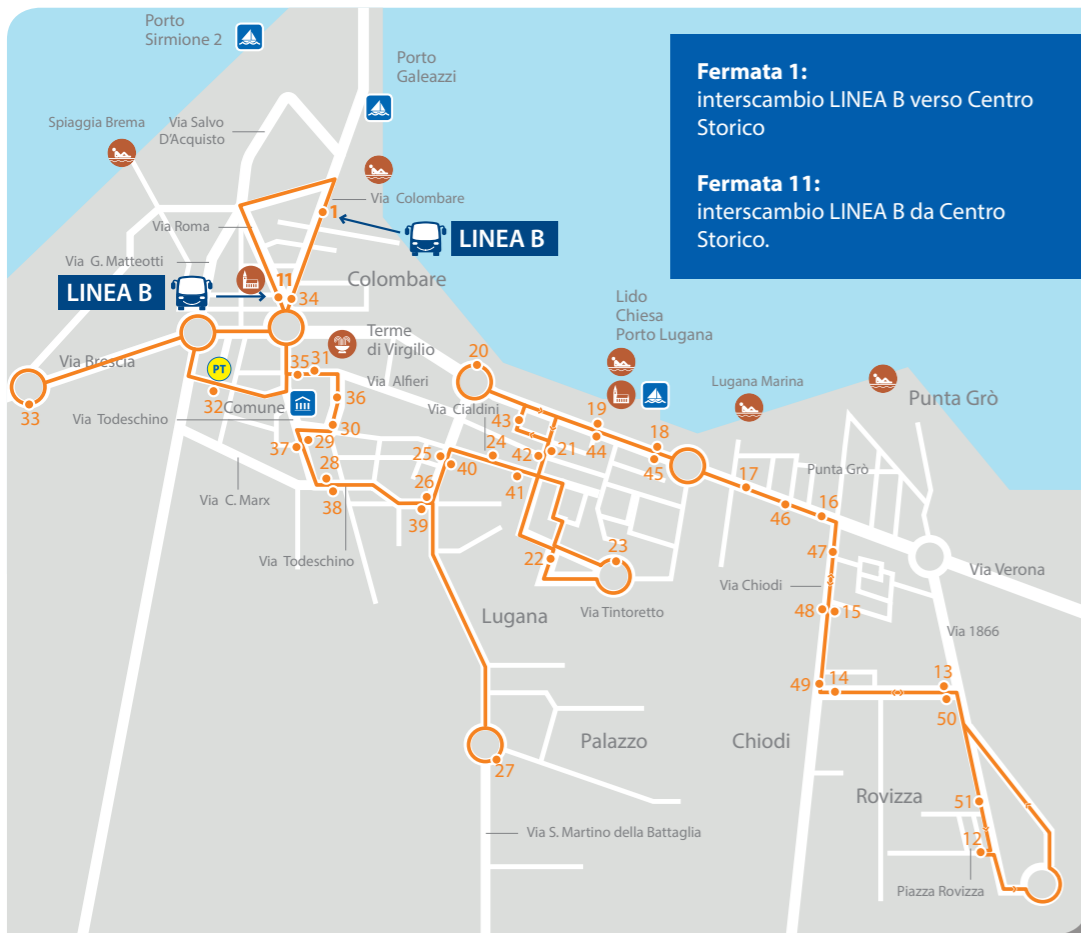 Porto
Sirmione 2
Porto
Galeazzi
Fermata 1:
interscambio LINEA B verso Centro
Storico
Fermata 11:
interscambio LINEA B da Centro
Storico.
Spiaggia Brema
Via Salvo
D'Acquisto
Via Colombare
1
Via Roma
LINEA B
Via G. Matteotti
Colombare
LINEA B
11
34
Lido
Chiesa
Porto Lugana
Terme
di Virgilio
Via Brescia
20
35
31
PT
Via Alfieri
Lugana Marina
Punta Grò
33
32
Comune
36
Via Cialdini
19
Via Todeschino
30
43
18
29
24
42
21
44
37
25
45
17
Punta Grò
28
40
41
46
16
Via C. Marx
38
26
39
47
Via Todeschino
22
23
Via Verona
Via Chiodi
Lugana
Via Tintoretto
48
15
Via 1866
49
14
13
50
Palazzo
Chiodi
27
Rovizza
51
Via S. Martino della Battaglia
12
Piazza Rovizza